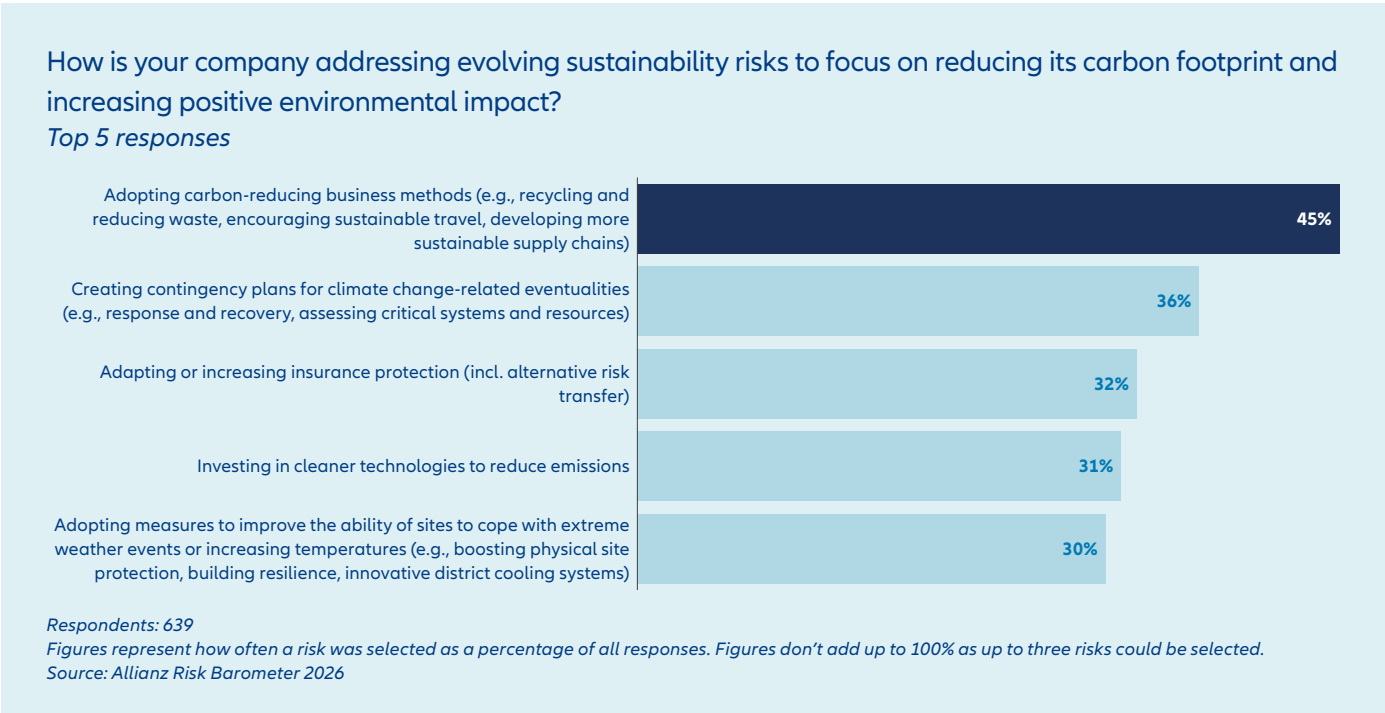 How is your company addressing evolving sustainability risks to focus on reducing its carbon footprint and
increasing positive environmental impact?
Top 5 responses
Adopting carbon-reducing business methods (e.g., recycling and
reducing waste, encouraging sustainable travel, developing more
sustainable supply chains)
45%
Creating contingency plans for climate change-related eventualities
(e.g., response and recovery, assessing critical systems and resources)
36%
Adapting or increasing insurance protection (incl. alternative risk
transfer)
32%
Investing in cleaner technologies to reduce emissions
31%
Adopting measures to improve the ability of sites to cope with extreme
weather events or increasing temperatures (e.g., boosting physical site
protection, building resilience, innovative district cooling systems)
30%
Respondents: 639
Figures represent how often a risk was selected as a percentage of all responses. Figures don’t add up to 100% as up to three risks could be selected.
Source: Allianz Risk Barometer 2026